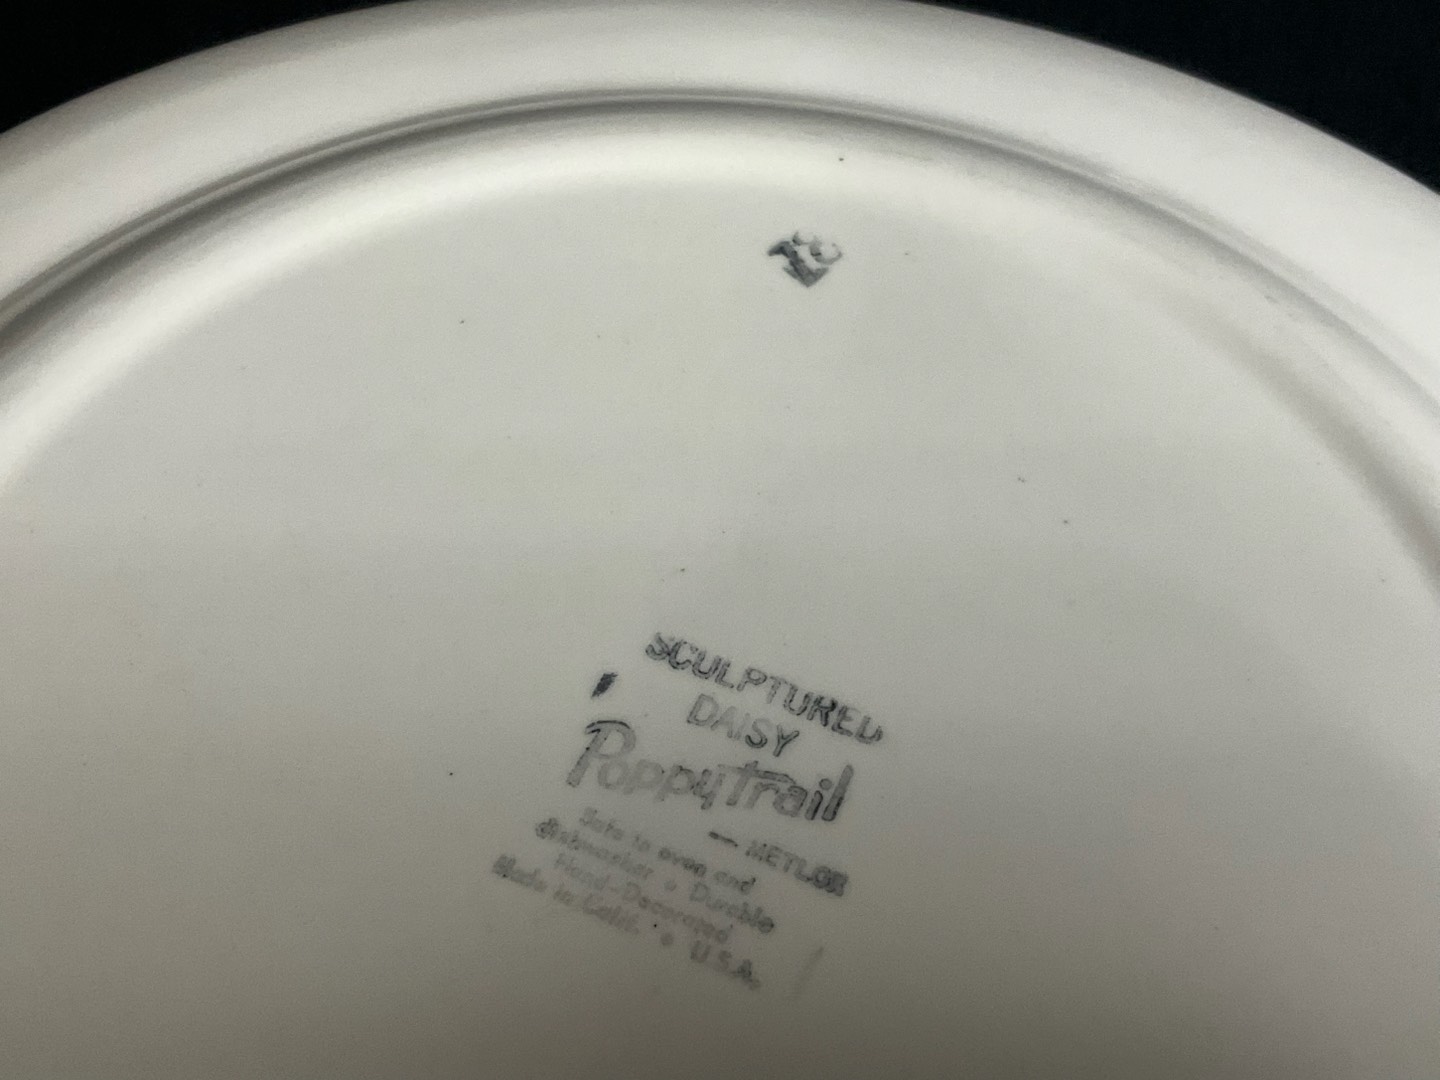 SCULPTURED
DAISY
Poppytrail
— METLOX
Safe in oven and
dishwasher • Durable
Hand-Decorated
Made in Calif. • U.S.A.